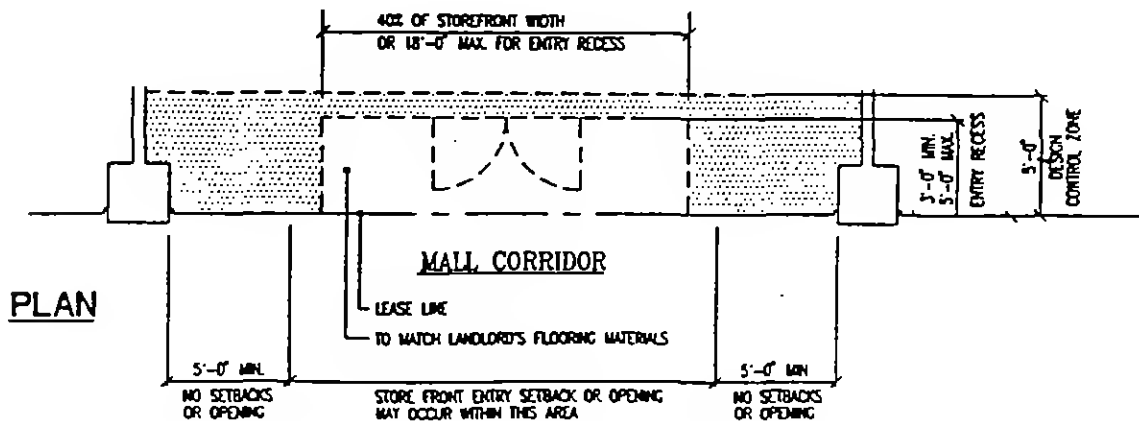 40% OF STOREFRONT WIDTH
OR 18'-0" MAX. FOR ENTRY RECESS
3'-0" MIN.
5'-0" MAX.
ENTRY RECESS
5'-0"
DESIGN
CONTROL ZONE
MALL CORRIDOR
PLAN
LEASE LINE
TO MATCH LANDLORD'S FLOORING MATERIALS
5'-0" MIN.
NO SETBACKS
OR OPENING
STORE FRONT ENTRY SETBACK OR OPENING
MAY OCCUR WITHIN THIS AREA
5'-0" MIN
NO SETBACKS
OR OPENING